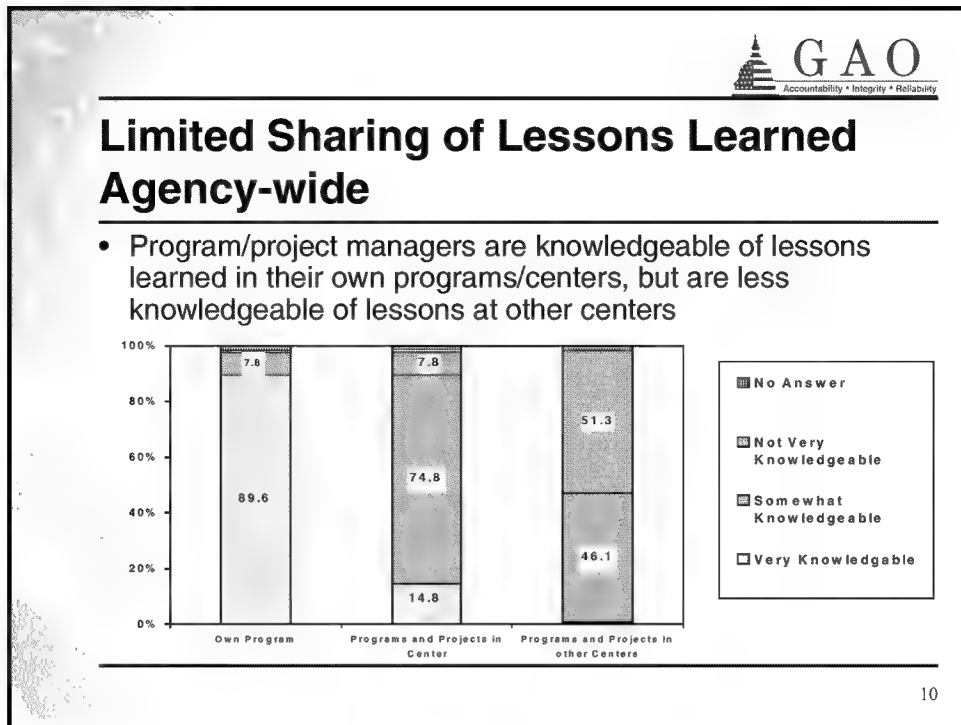 GAO
Accountability * Integrity * Reliability
Limited Sharing of Lessons Learned
Agency-wide
• Program/project managers are knowledgeable of lessons
learned in their own programs/centers, but are less
knowledgeable of lessons at other centers
100%
80%
60%
40%
20%
0%
7.8
89.6
7.8
74.8
14.8
51.3
46.1
Own Program
Programs and Projects in
Center
Programs and Projects in
other Centers
No Answer
Not Very
Knowledgeable
Somewhat
Knowledgeable
Very Knowledgable
10